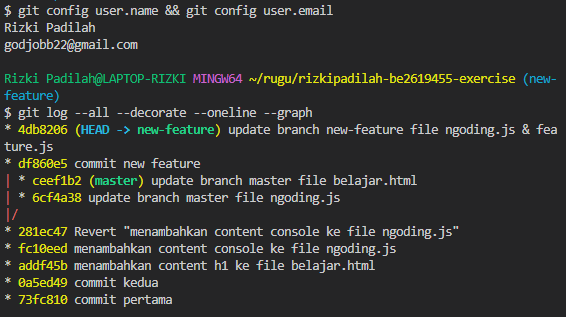 $ git config user.name && git config user.email
Rizki Padilah
godjobb22@gmail.com
Rizki Padilah@LAPTOP-RIZKI MINGW64 ~/rugu/rizkipadilah-be2619455-exercise (new-
feature)
$ git log --all --decorate --oneline --graph
* 4db8206 (HEAD -> new-feature) update branch new-feature file ngoding.js & fea
ture.js
* df860e5 commit new feature
| * ceef1b2 (master) update branch master file belajar.html
| * 6cf4a38 update branch master file ngoding.js
|/
* 281ec47 Revert "menambahkan content console ke file ngoding.js"
* fc10eed menambahkan content console ke file ngoding.js
* addf45b menambahkan content h1 ke file belajar.html
* 0a5ed49 commit kedua
* 73fc810 commit pertama